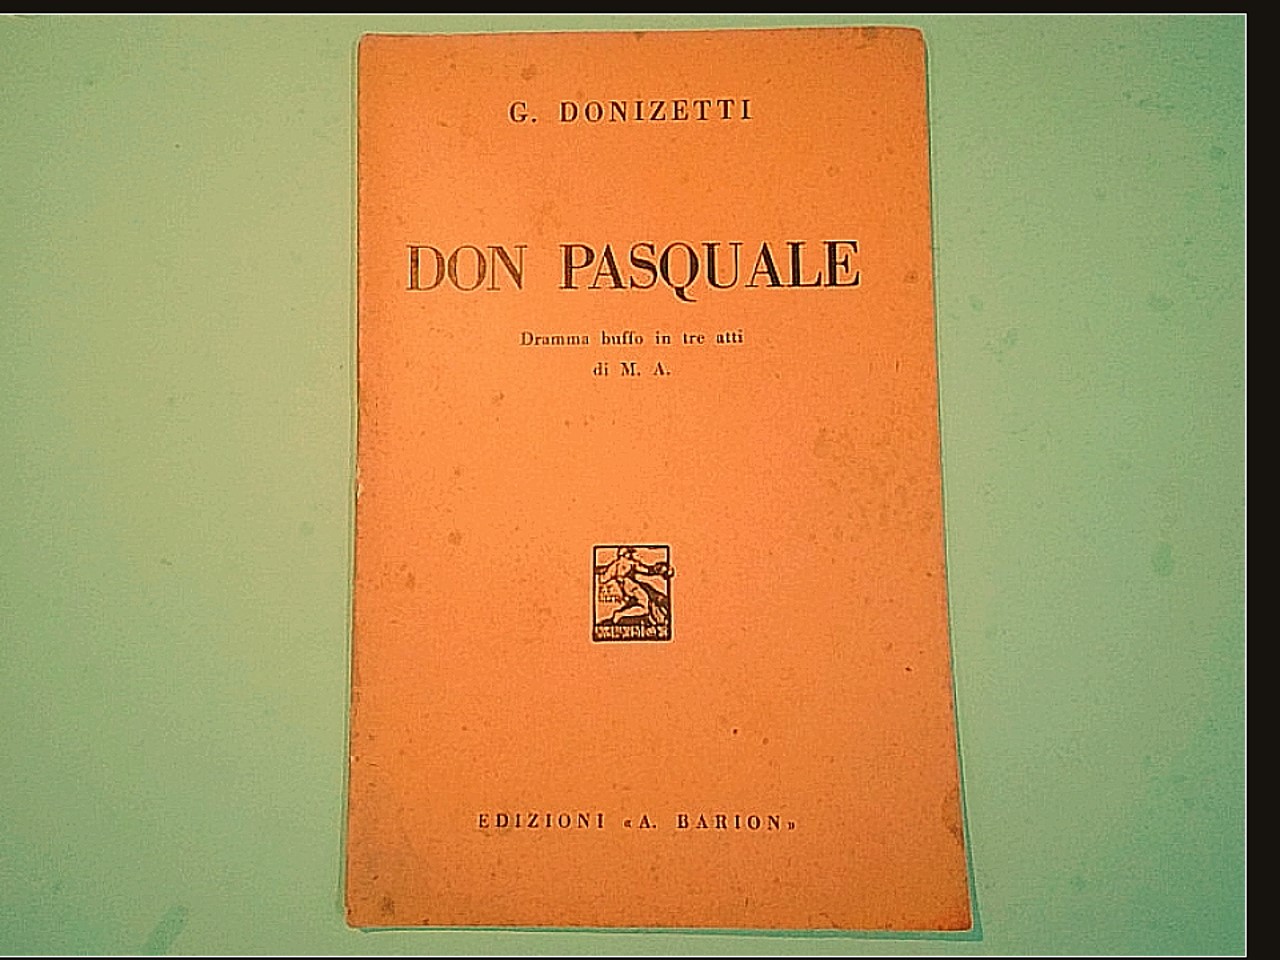 G. DONIZETTI
DON PASQUALE
Dramma buffo in tre atti
di M. A.
EDIZIONI «A. BARION»